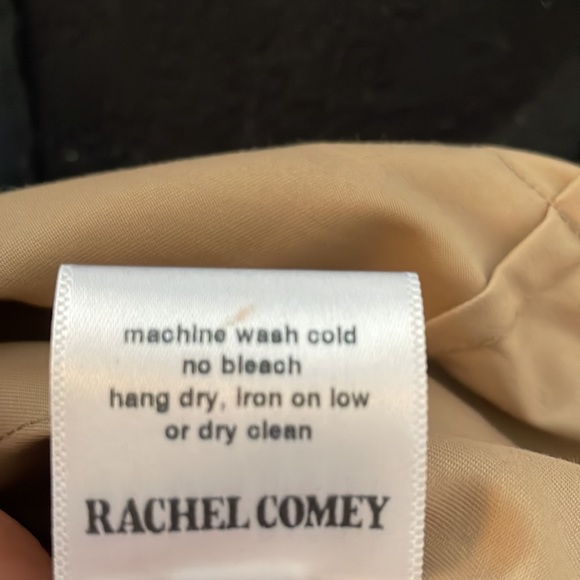 machine wash cold
no bleach
hang dry, iron on low
or dry clean
RACHEL COMEY